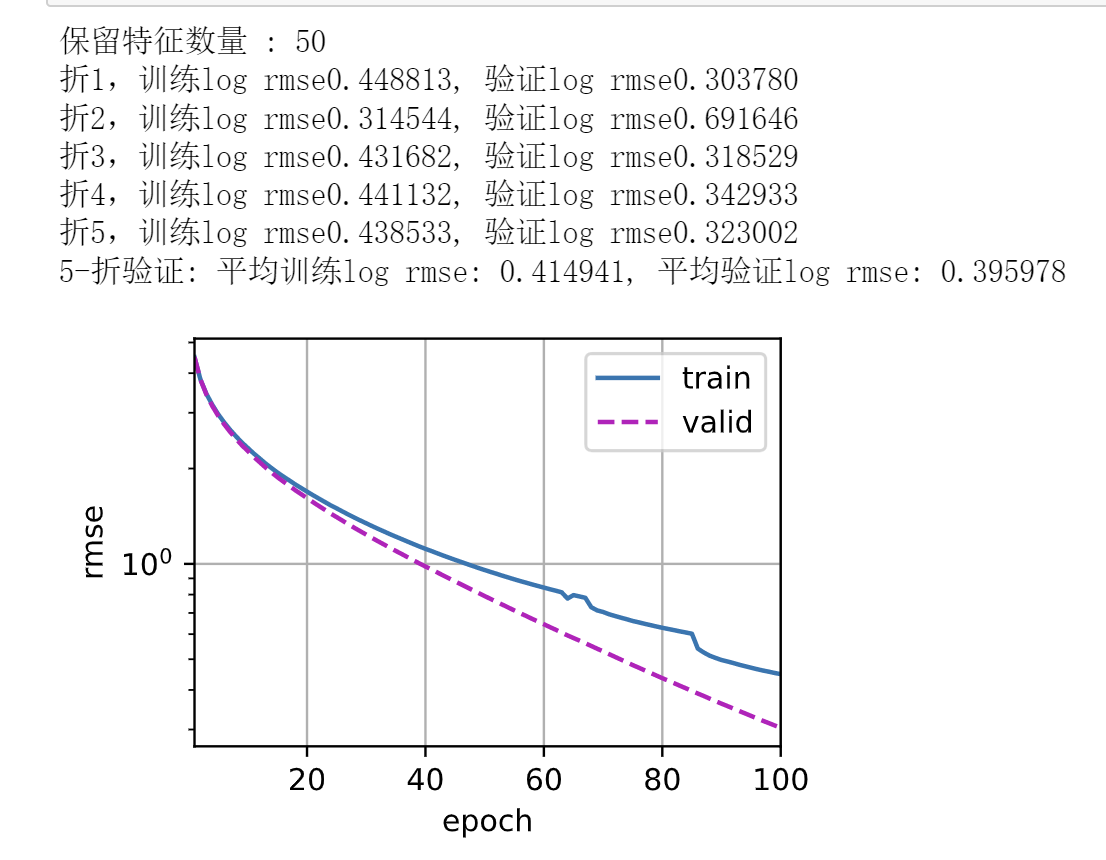 保留特征数量 : 50
折1，训练log rmse0.448813, 验证log rmse0.303780
折2，训练log rmse0.314544, 验证log rmse0.691646
折3，训练log rmse0.431682, 验证log rmse0.318529
折4，训练log rmse0.441132, 验证log rmse0.342933
折5，训练log rmse0.438533, 验证log rmse0.323002
5-折验证: 平均训练log rmse: 0.414941, 平均验证log rmse: 0.395978
train
valid
rmse
10⁰
20 40 60 80 100
epoch